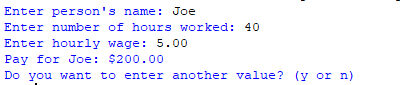 Enter person's name: Joe
Enter number of hours worked: 40
Enter hourly wage: 5.00
Pay for Joe: $200.00
Do you want to enter another value? (y or n)